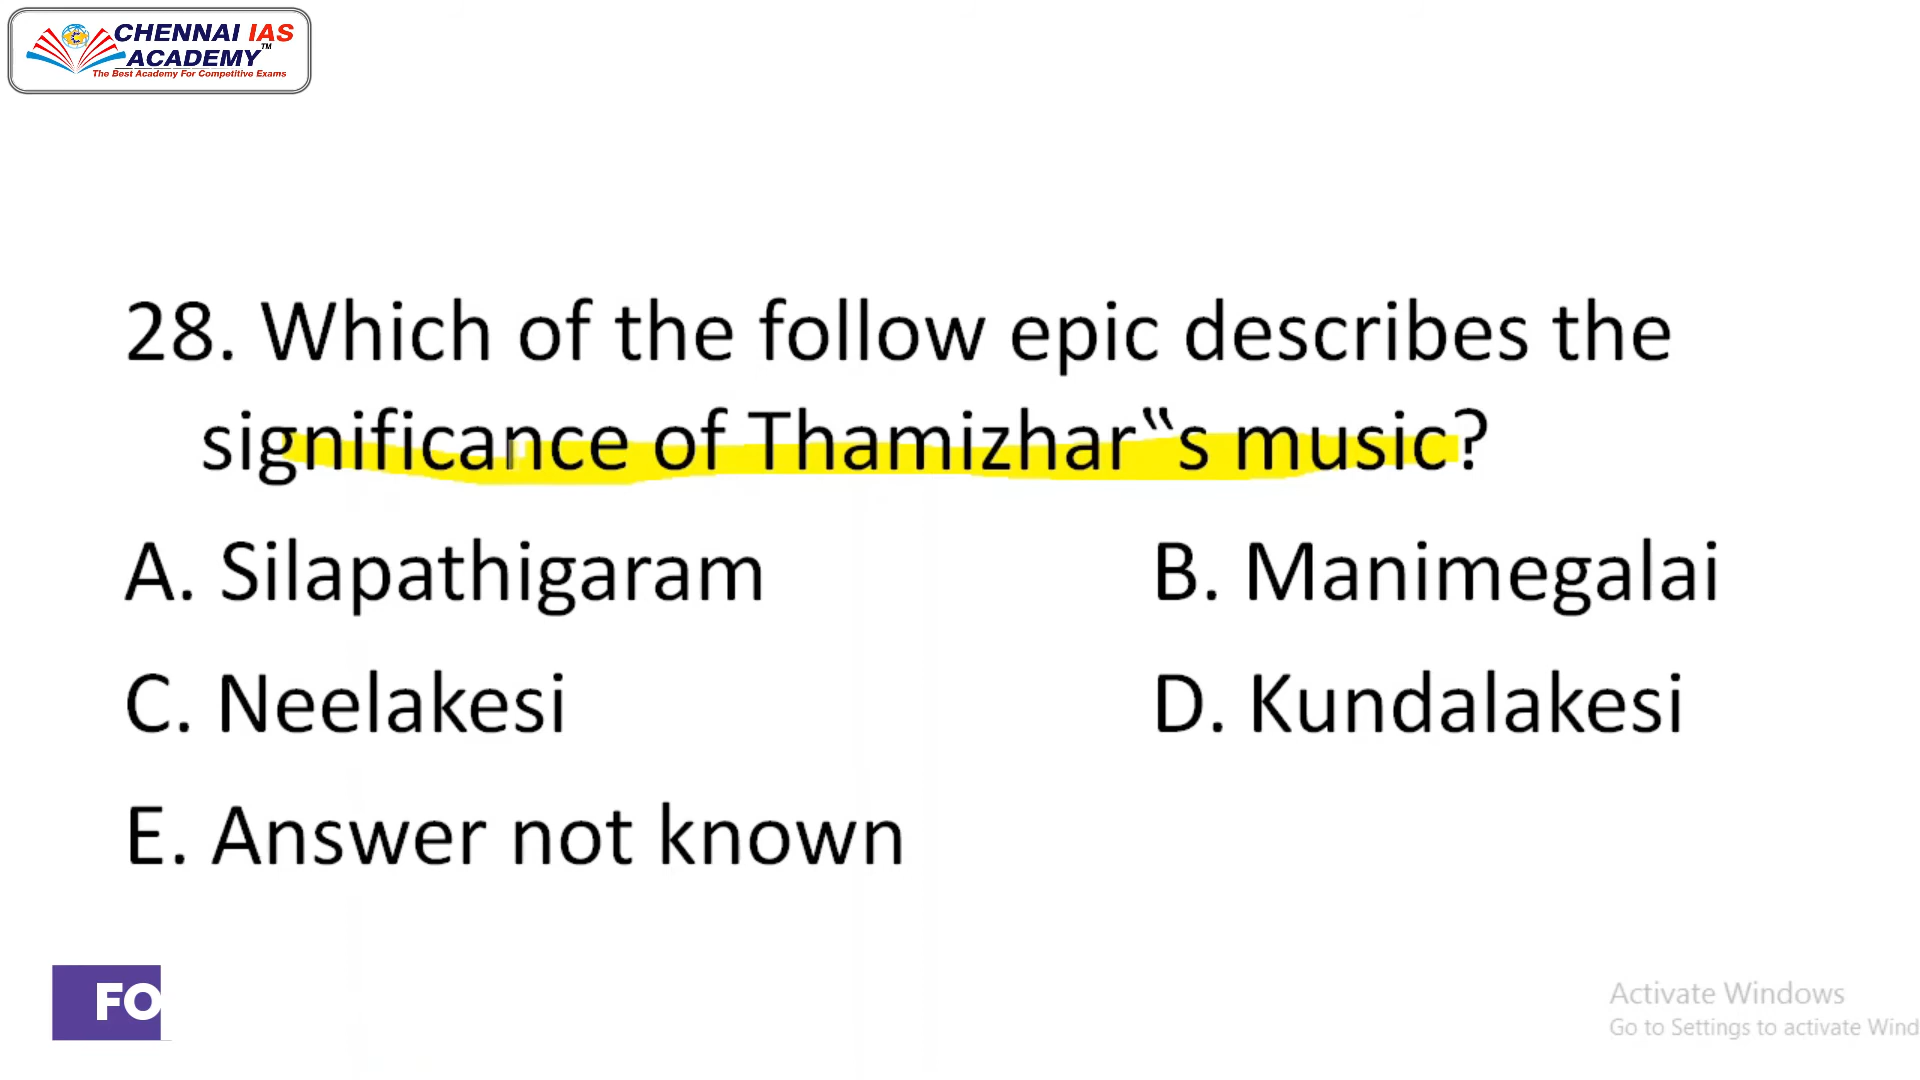 CHENNAI IAS
ACADEMY™
The Best Academy For Competitive Exams
28. Which of the follow epic describes the
significance of Thamizhar‟s music?
A. Silapathigaram B. Manimegalai
C. Neelakesi D. Kundalakesi
E. Answer not known
FO
Activate Windows
Go to Settings to activate Wind